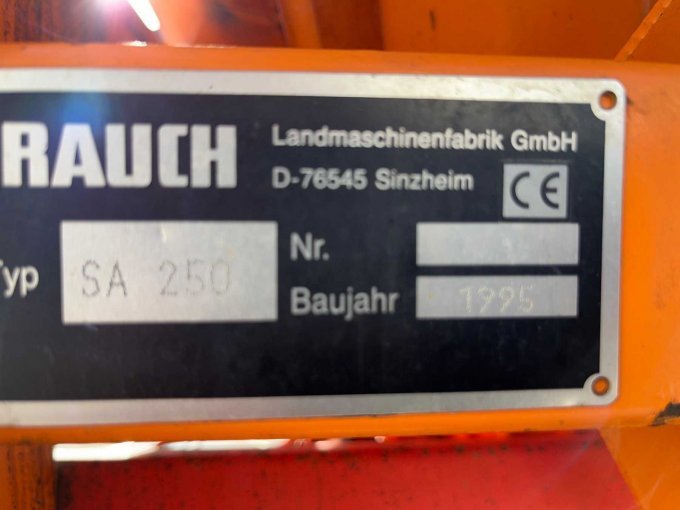 RAUCH
Landmaschinenfabrik GmbH
D-76545 Sinzheim
CE
Typ SA 250
Nr.
Baujahr 1995